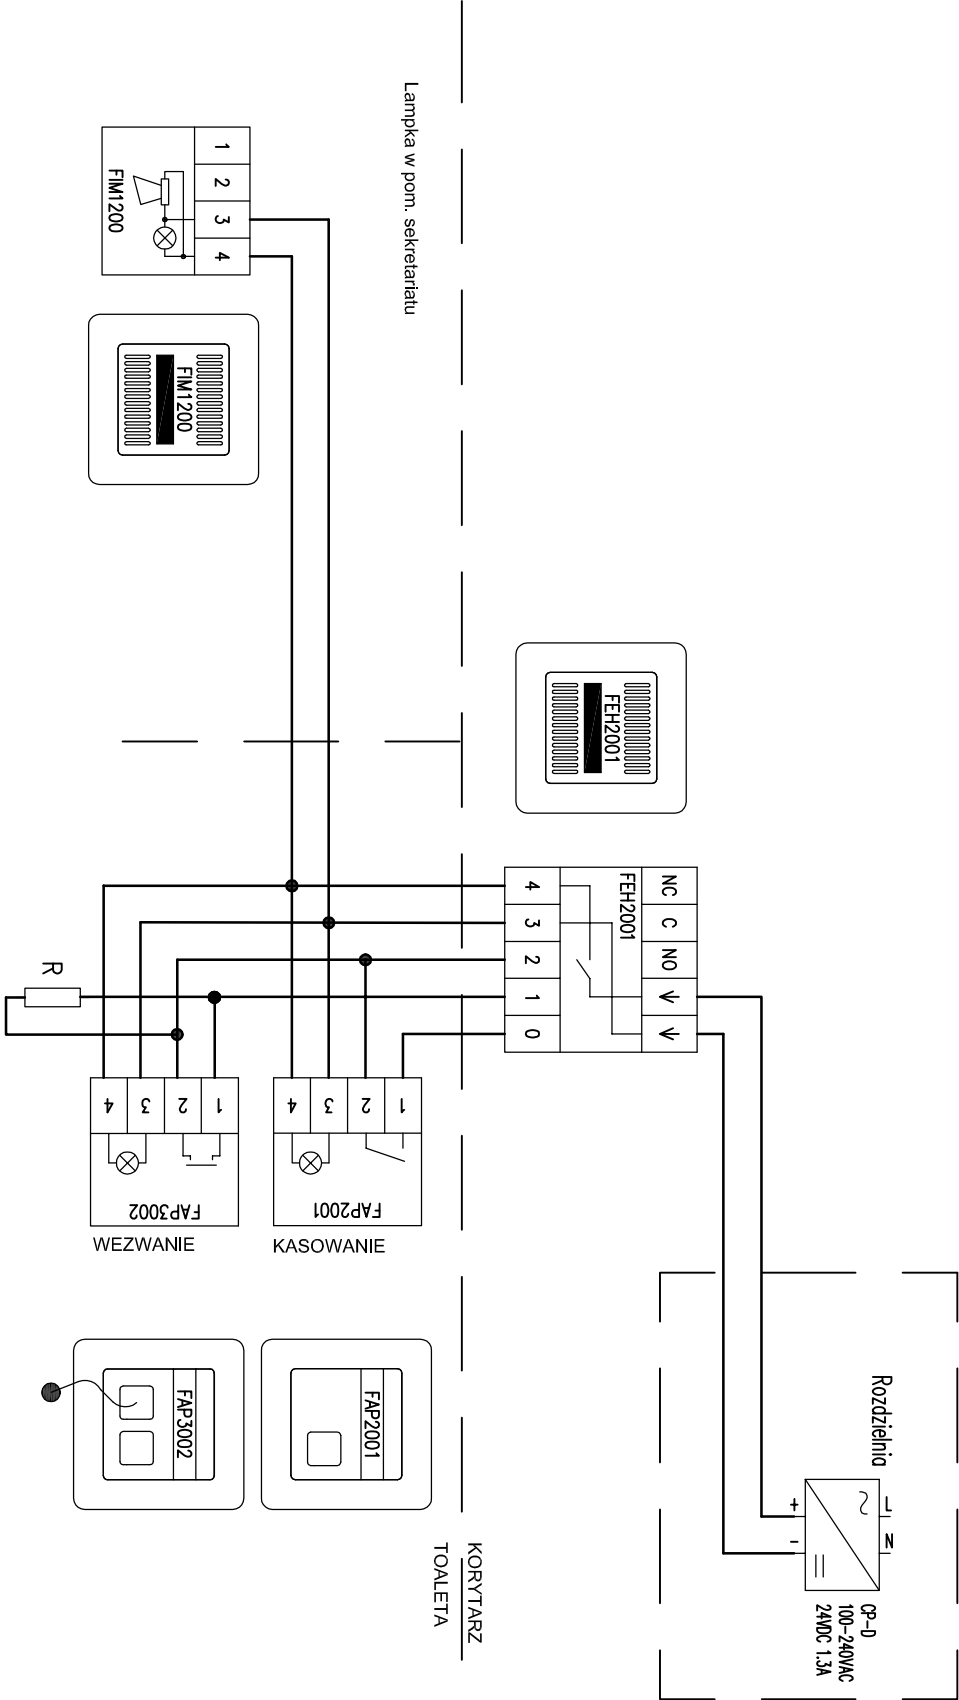 Lampka w pom. sekretariatu
1
2
3
4
FIM1200
FIM1200
FEH2001
NC
C
NO
FEH2001
4
3
2
1
0
R
4
3
2
1
FAP3002
WEZWANIE
4
3
2
1
FAP2001
KASOWANIE
FAP3002
FAP2001
KORYTARZ
TOALETA
Rozdzielnia
L
N
~
+
-
CP-D
100-240VAC
24VDC 1.3A